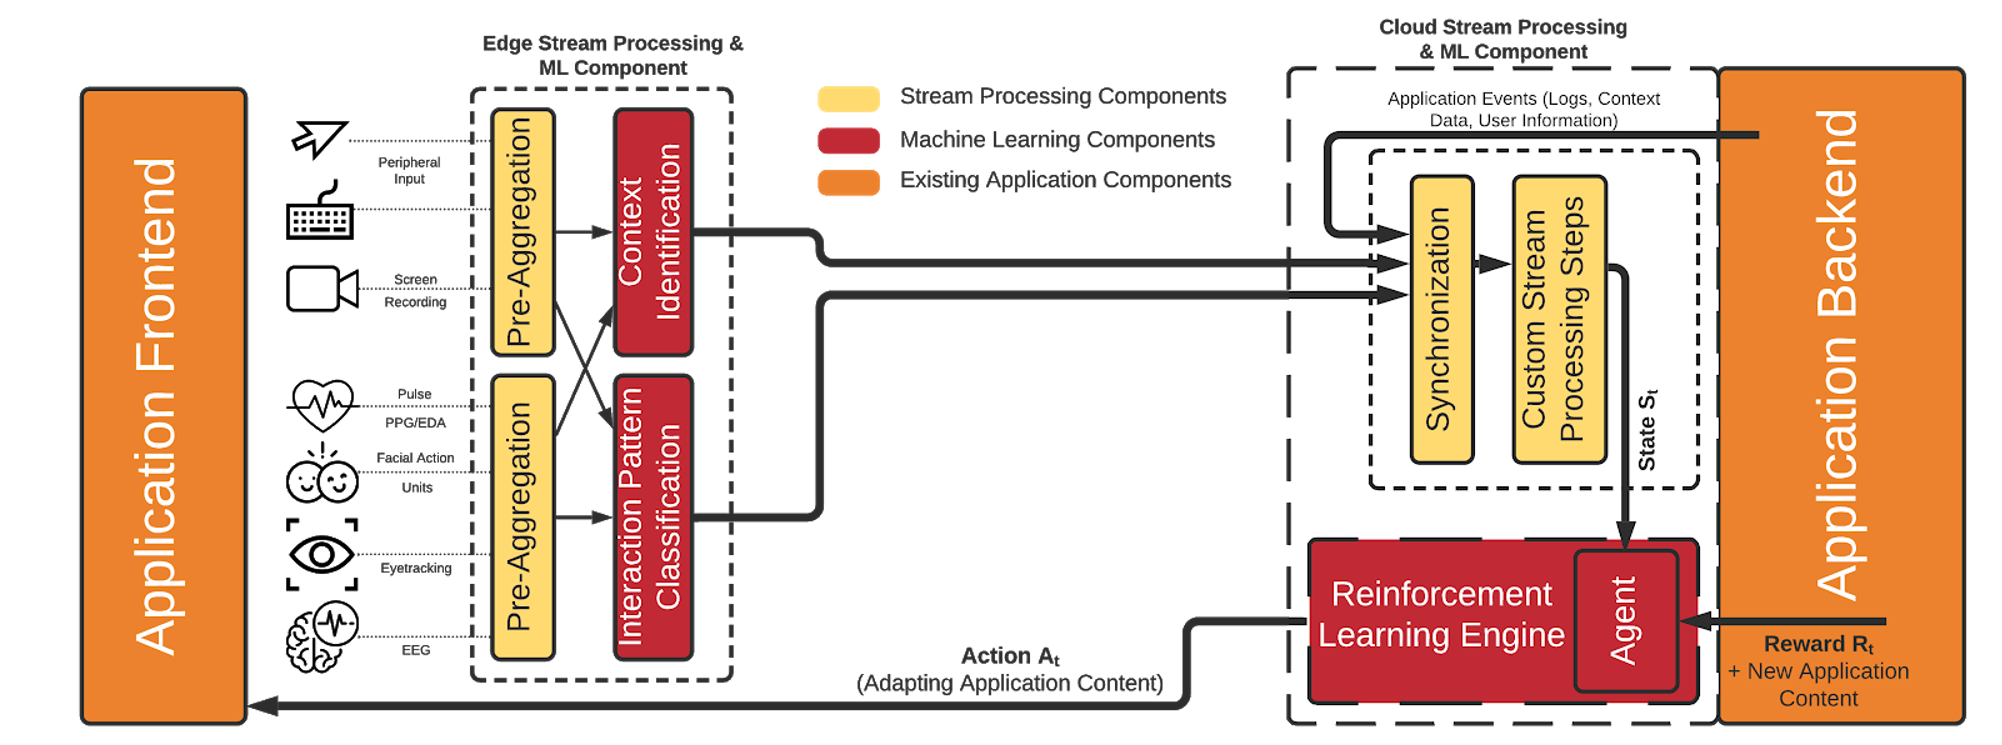 Edge Stream Processing &
ML Component
Cloud Stream Processing
& ML Component
Application Frontend
Peripheral
Input
Screen
Recording
Pulse
PPG/EDA
Facial Action
Units
Eyetracking
EEG
Pre-Aggregation
Pre-Aggregation
Context
Identification
Interaction Pattern
Classification
Stream Processing Components
Machine Learning Components
Existing Application Components
Application Events (Logs, Context
Data, User Information)
Synchronization
Custom Stream
Processing Steps
State St
Reinforcement
Learning Engine
Agent
Action At
(Adapting Application Content)
Application Backend
Reward Rt
+ New Application
Content